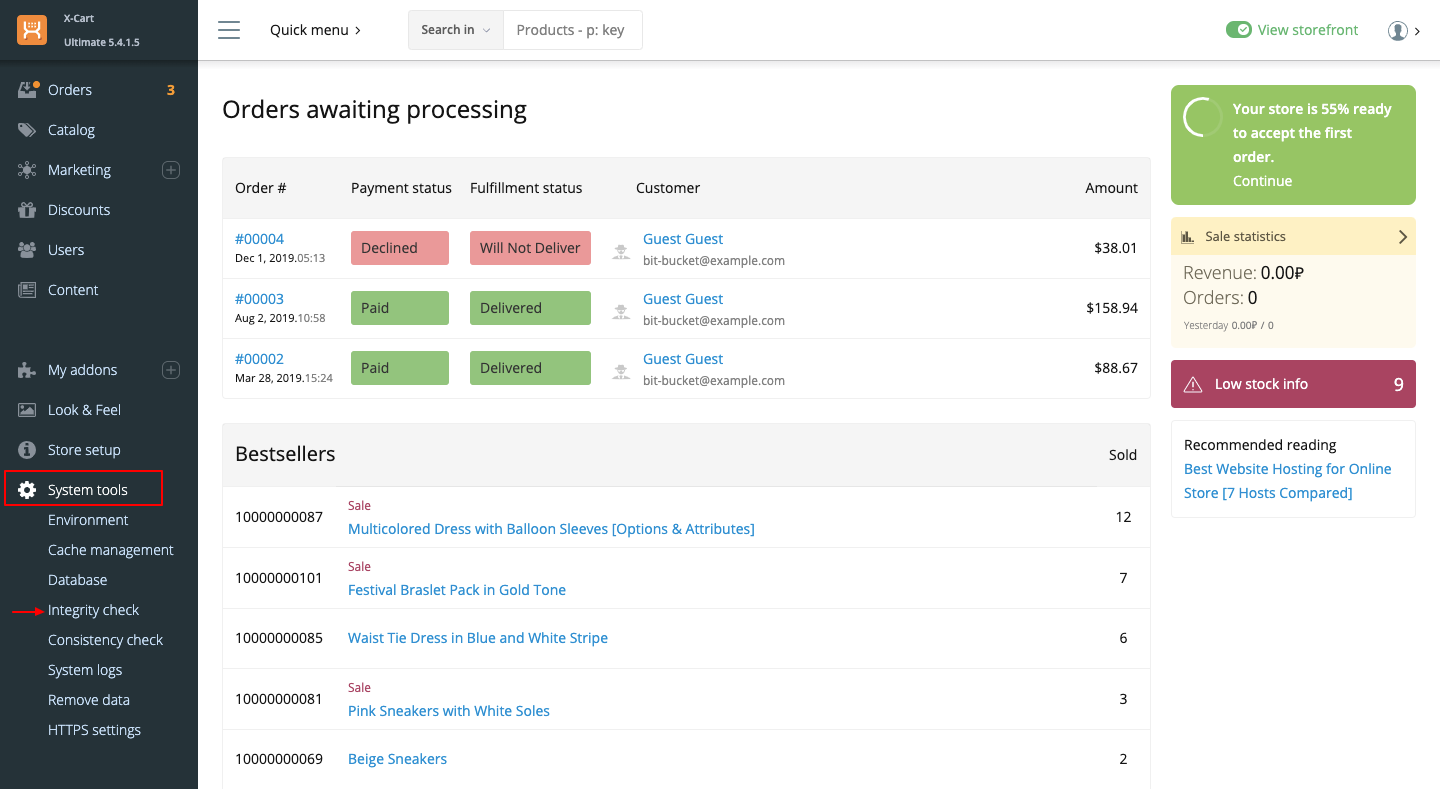 X-Cart
Ultimate 5.4.1.5
Quick menu
Search in
Products - p: key
View storefront
Orders 3
Catalog
Marketing
Discounts
Users
Content
My addons
Look & Feel
Store setup
System tools
Environment
Cache management
Database
Integrity check
Consistency check
System logs
Remove data
HTTPS settings
Orders awaiting processing
Order # Payment status Fulfillment status Customer Amount
#00004 Declined Will Not Deliver Guest Guest $38.01
Dec 1, 2019.05:13 bit-bucket@example.com
#00003 Paid Delivered Guest Guest $158.94
Aug 2, 2019.10:58 bit-bucket@example.com
#00002 Paid Delivered Guest Guest $88.67
Mar 28, 2019.15:24 bit-bucket@example.com
Bestsellers Sold
Sale
10000000087 Multicolored Dress with Balloon Sleeves [Options & Attributes] 12
Sale
10000000101 Festival Braslet Pack in Gold Tone 7
10000000085 Waist Tie Dress in Blue and White Stripe 6
Sale
10000000081 Pink Sneakers with White Soles 3
10000000069 Beige Sneakers 2
Your store is 55% ready
to accept the first
order.
Continue
Sale statistics
Revenue: 0.00₽
Orders: 0
Yesterday 0.00₽ / 0
Low stock info 9
Recommended reading
Best Website Hosting for Online
Store [7 Hosts Compared]